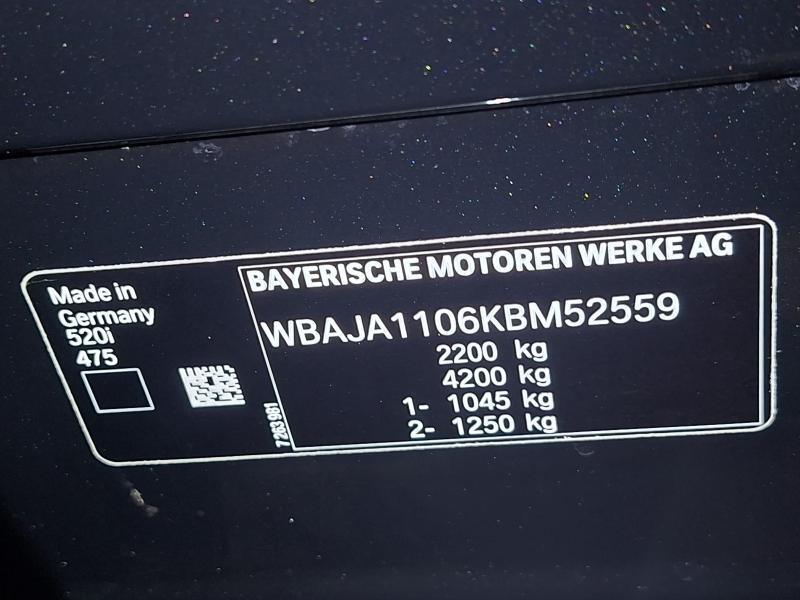 Made in
Germany
520i
475
7263981
BAYERISCHE MOTOREN WERKE AG
WBAJA1106KBM52559
2200 kg
4200 kg
1- 1045 kg
2- 1250 kg